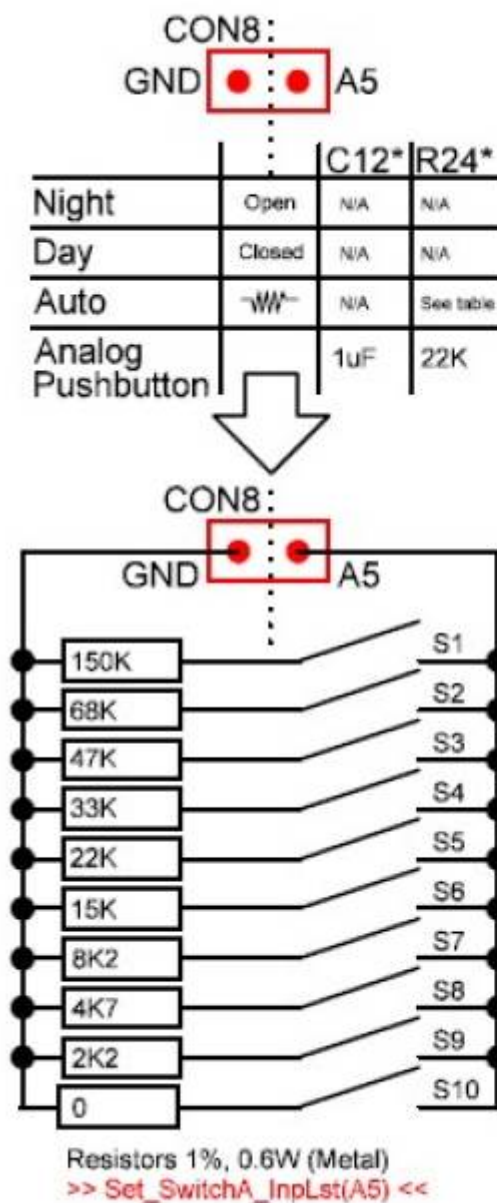 CON8
GND A5
C12* R24*
Night Open N/A N/A
Day Closed N/A N/A
Auto N/A See table
Analog
Pushbutton 1uF 22K
CON8
GND A5
150K S1
68K S2
47K S3
33K S4
22K S5
15K S6
8K2 S7
4K7 S8
2K2 S9
0 S10
Resistors 1%, 0.6W (Metal)
>> Set_SwitchA_InpLst(A5) <<